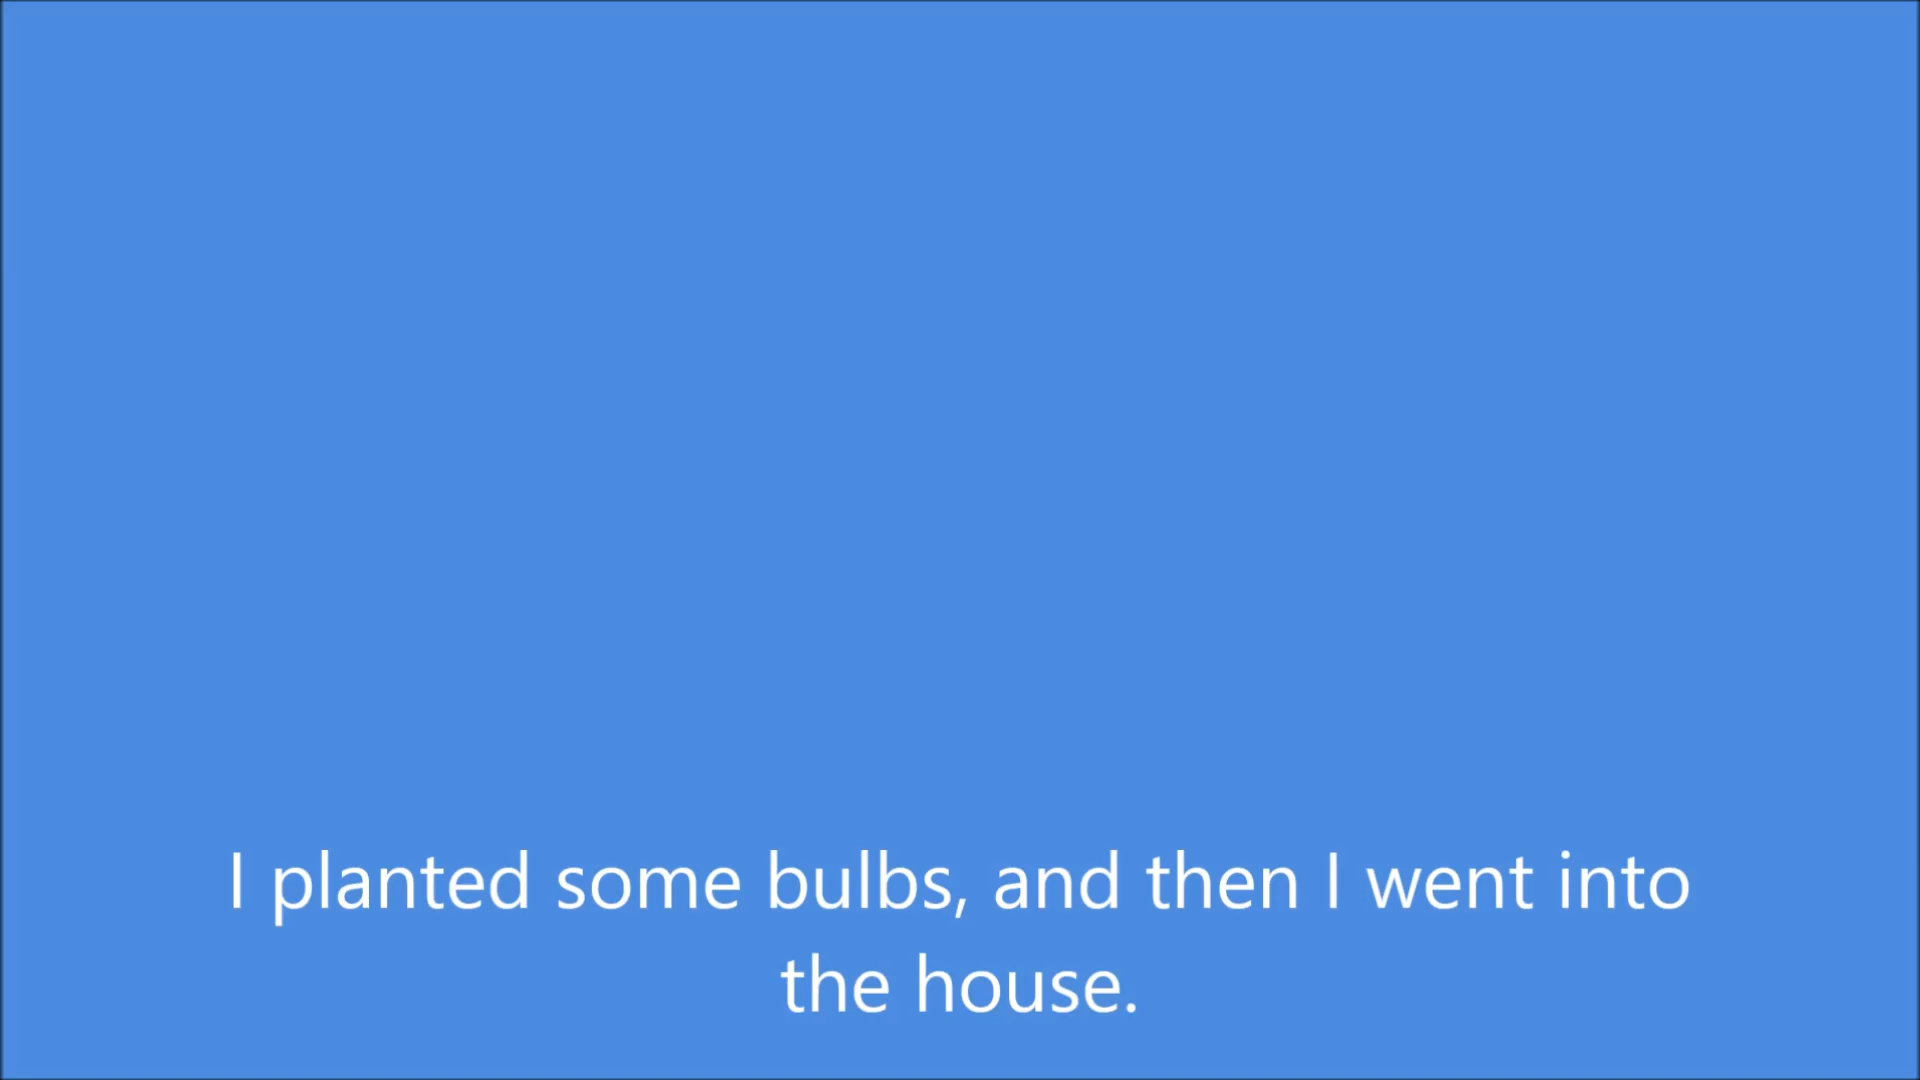 I planted some bulbs, and then I went into
the house.